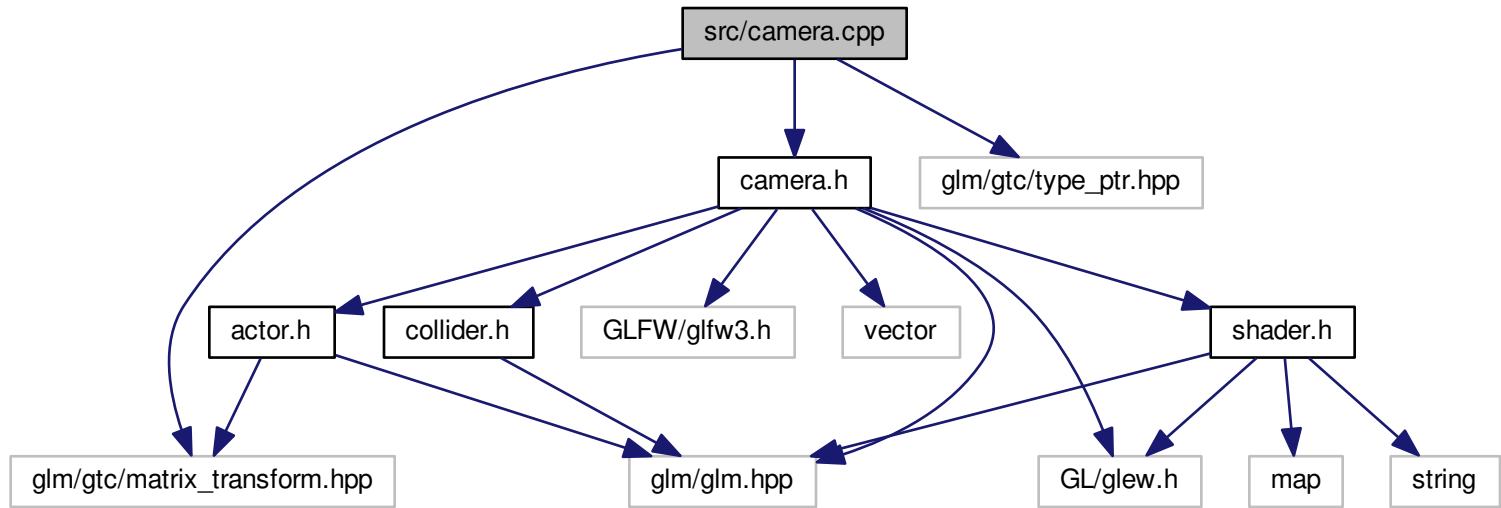 src/camera.cpp
camera.h
glm/gtc/type_ptr.hpp
actor.h
collider.h
GLFW/glfw3.h
vector
shader.h
glm/gtc/matrix_transform.hpp
glm/glm.hpp
GL/glew.h
map
string